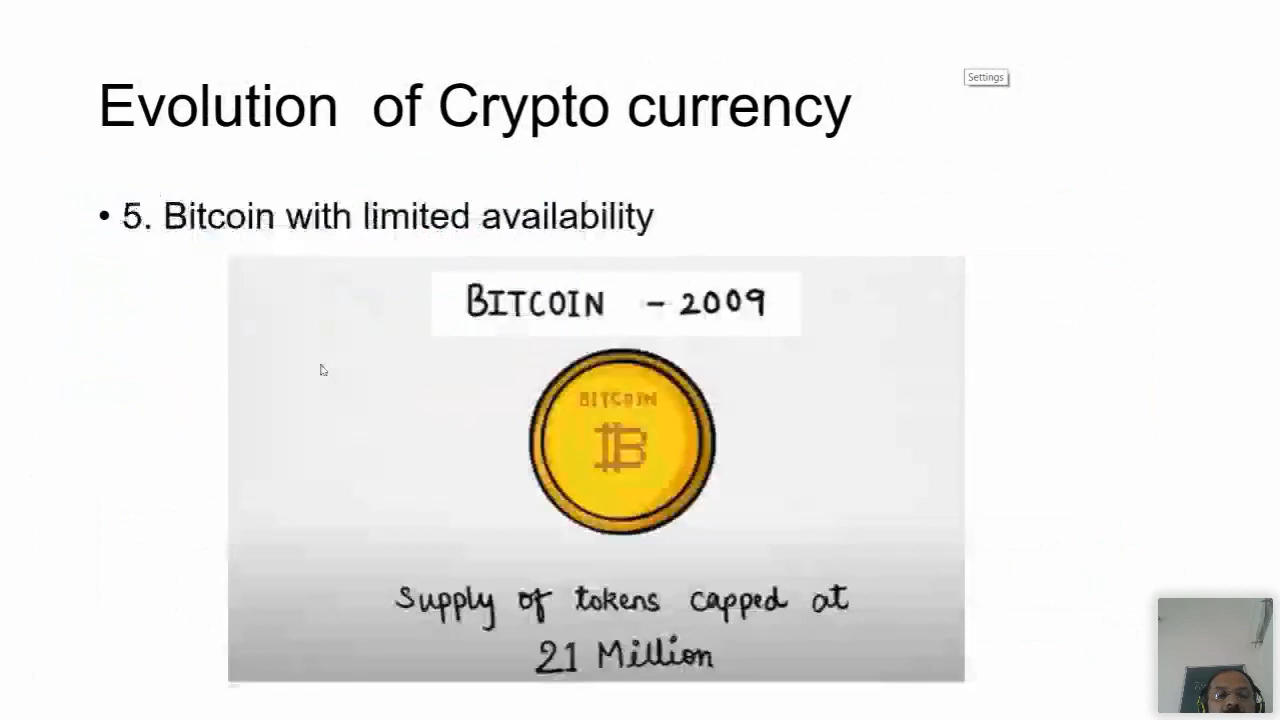 Evolution of Crypto currency
Settings
• 5. Bitcoin with limited availability
BITCOIN - 2009
BITCOIN
Supply of tokens capped at
21 Million